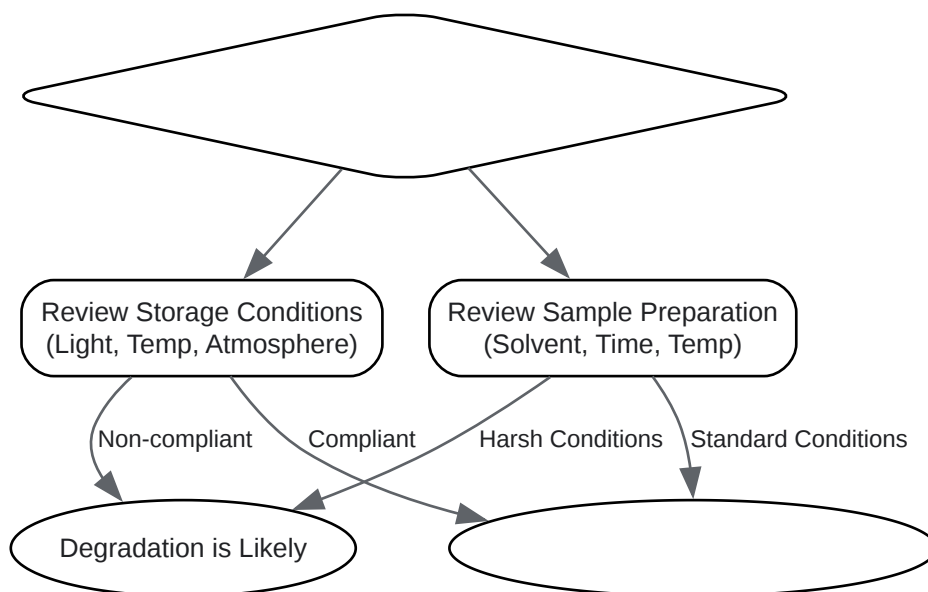 Review Storage Conditions
(Light, Temp, Atmosphere)
Review Sample Preparation
(Solvent, Time, Temp)
Non-compliant
Compliant
Harsh Conditions
Standard Conditions
Degradation is Likely